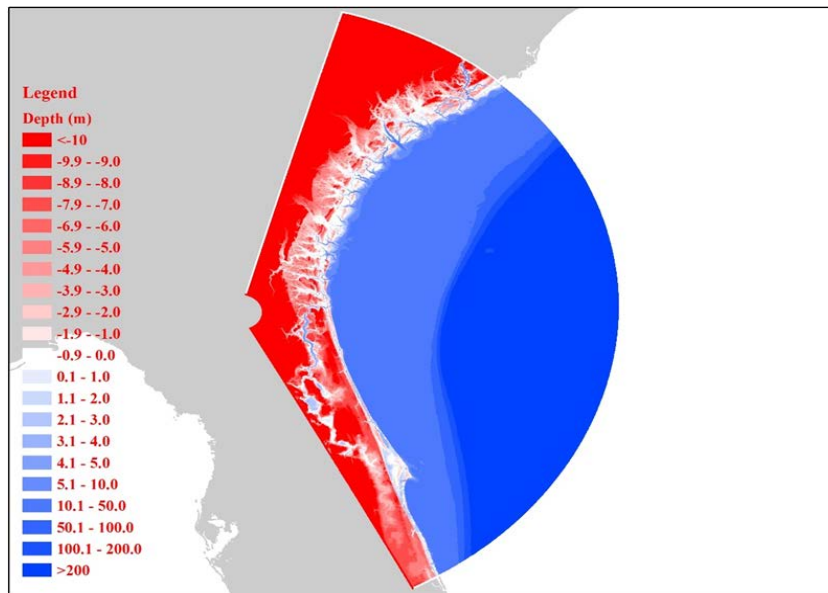 Legend
Depth (m)
<-10
-9.9 - -9.0
-8.9 - -8.0
-7.9 - -7.0
-6.9 - -6.0
-5.9 - -5.0
-4.9 - -4.0
-3.9 - -3.0
-2.9 - -2.0
-1.9 - -1.0
-0.9 - 0.0
0.1 - 1.0
1.1 - 2.0
2.1 - 3.0
3.1 - 4.0
4.1 - 5.0
5.1 - 10.0
10.1 - 50.0
50.1 - 100.0
100.1 - 200.0
>200